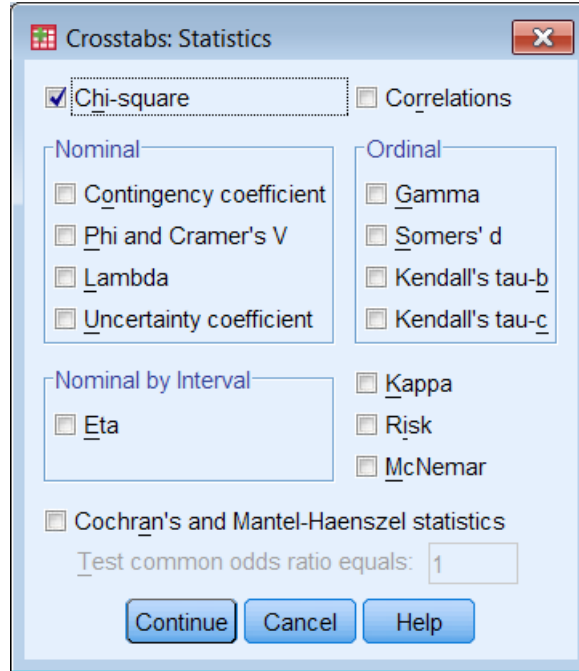 Crosstabs: Statistics
Chi-square
Correlations
Nominal
Contingency coefficient
Phi and Cramer's V
Lambda
Uncertainty coefficient
Ordinal
Gamma
Somers' d
Kendall's tau-b
Kendall's tau-c
Nominal by Interval
Eta
Kappa
Risk
McNemar
Cochran's and Mantel-Haenszel statistics
Test common odds ratio equals: 1
Continue Cancel Help